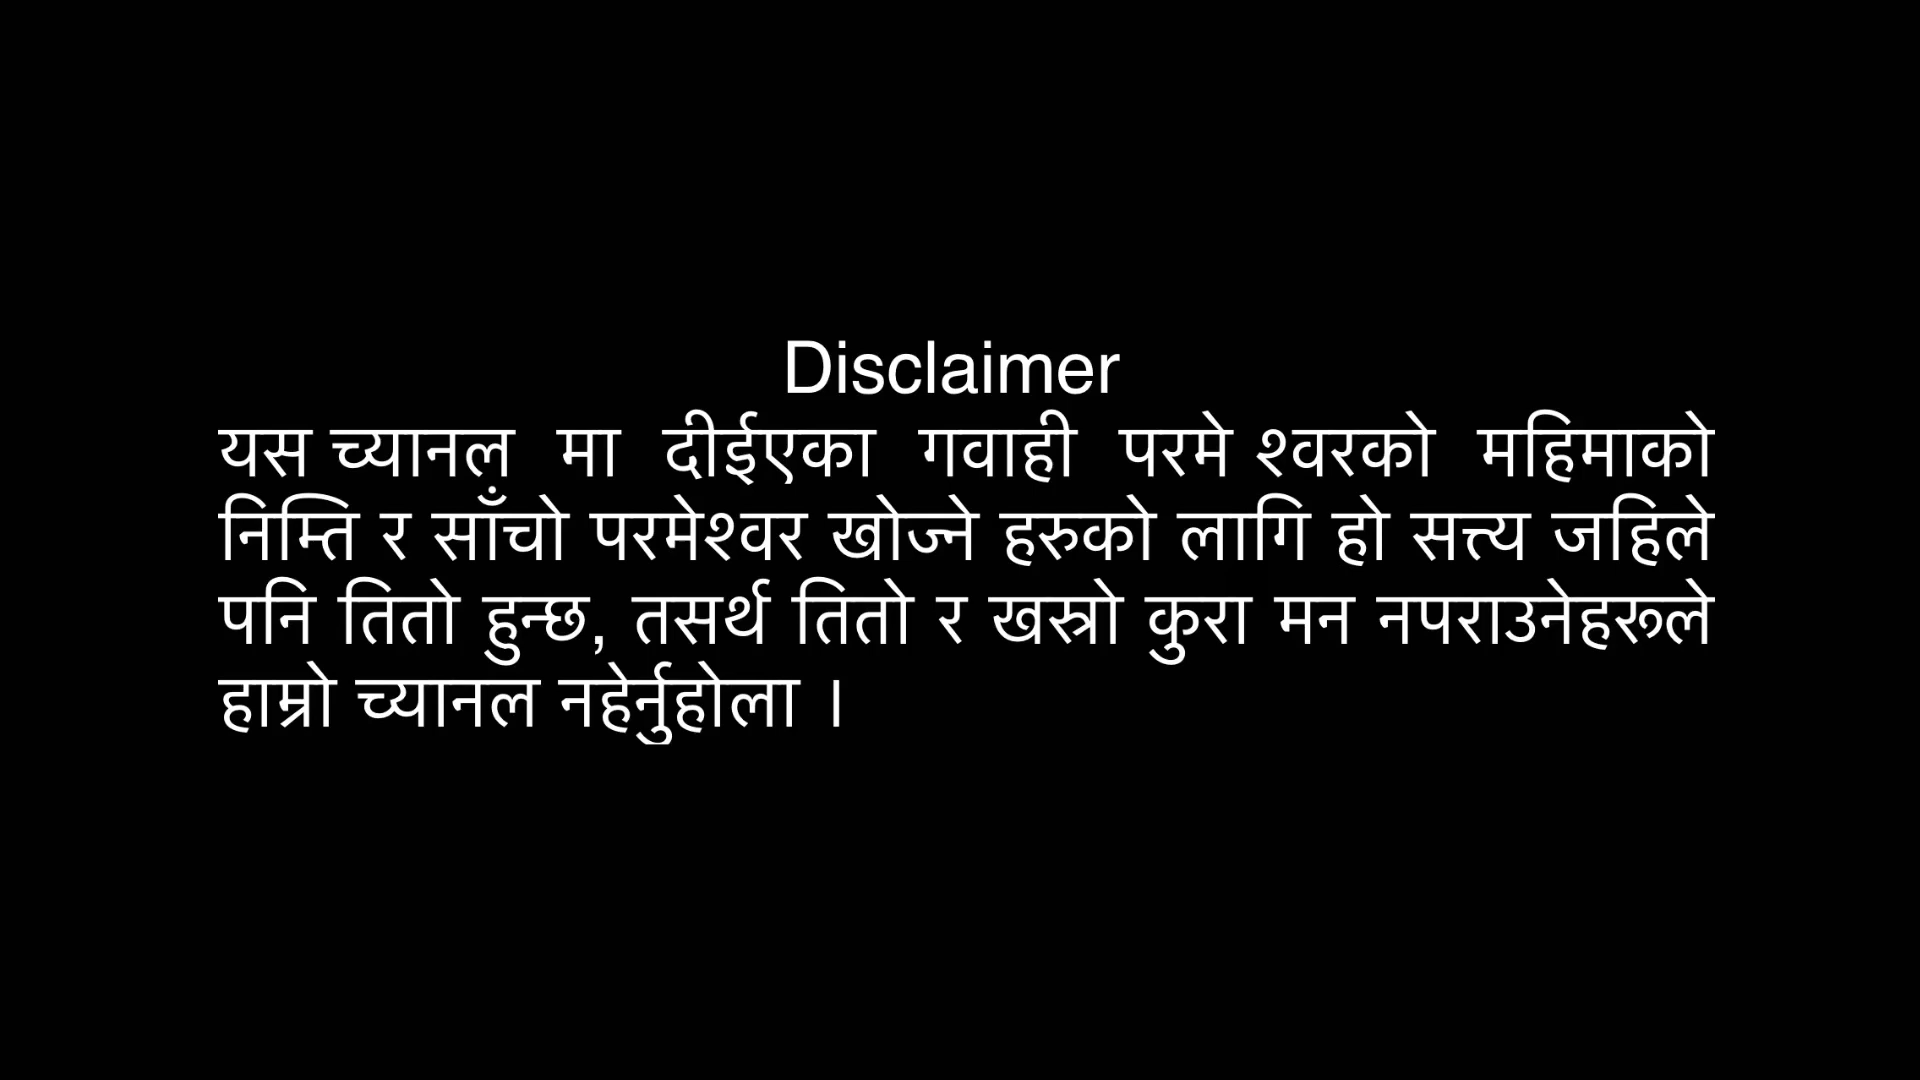 Disclaimer
यस च्यानल मा दीईएका गवाही परमे श्वरको महिमाको
निम्ति र साँचो परमेश्वर खोज्ने हरुको लागि हो सत्त्य जहिले
पनि तितो हुन्छ, तसर्थ तितो र खस्रो कुरा मन नपराउनेहरूले
हाम्रो च्यानल नहेर्नुहोला ।